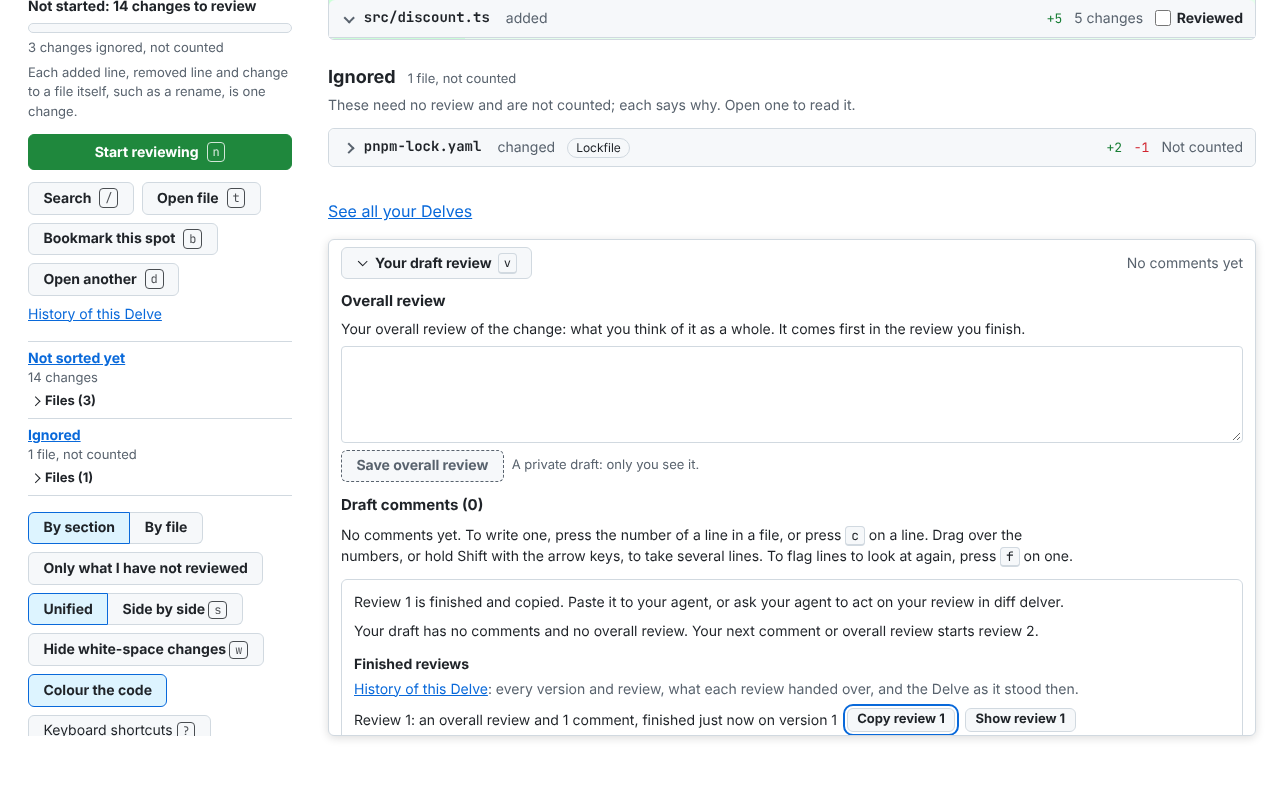 Not started: 14 changes to review
3 changes ignored, not counted
Each added line, removed line and change
to a file itself, such as a rename, is one
change.
Start reviewing n
Search /
Open file t
Bookmark this spot b
Open another d
History of this Delve
Not sorted yet
14 changes
Files (3)
Ignored
1 file, not counted
Files (1)
By section
By file
Only what I have not reviewed
Unified
Side by side s
Hide white-space changes w
Colour the code
Keyboard shortcuts ?
src/discount.ts added +5 5 changes Reviewed
Ignored 1 file, not counted
These need no review and are not counted; each says why. Open one to read it.
pnpm-lock.yaml changed Lockfile +2 -1 Not counted
See all your Delves
Your draft review v No comments yet
Overall review
Your overall review of the change: what you think of it as a whole. It comes first in the review you finish.
Save overall review A private draft: only you see it.
Draft comments (0)
No comments yet. To write one, press the number of a line in a file, or press c on a line. Drag over the
numbers, or hold Shift with the arrow keys, to take several lines. To flag lines to look at again, press f on one.
Review 1 is finished and copied. Paste it to your agent, or ask your agent to act on your review in diff delver.
Your draft has no comments and no overall review. Your next comment or overall review starts review 2.
Finished reviews
History of this Delve: every version and review, what each review handed over, and the Delve as it stood then.
Review 1: an overall review and 1 comment, finished just now on version 1 Copy review 1 Show review 1